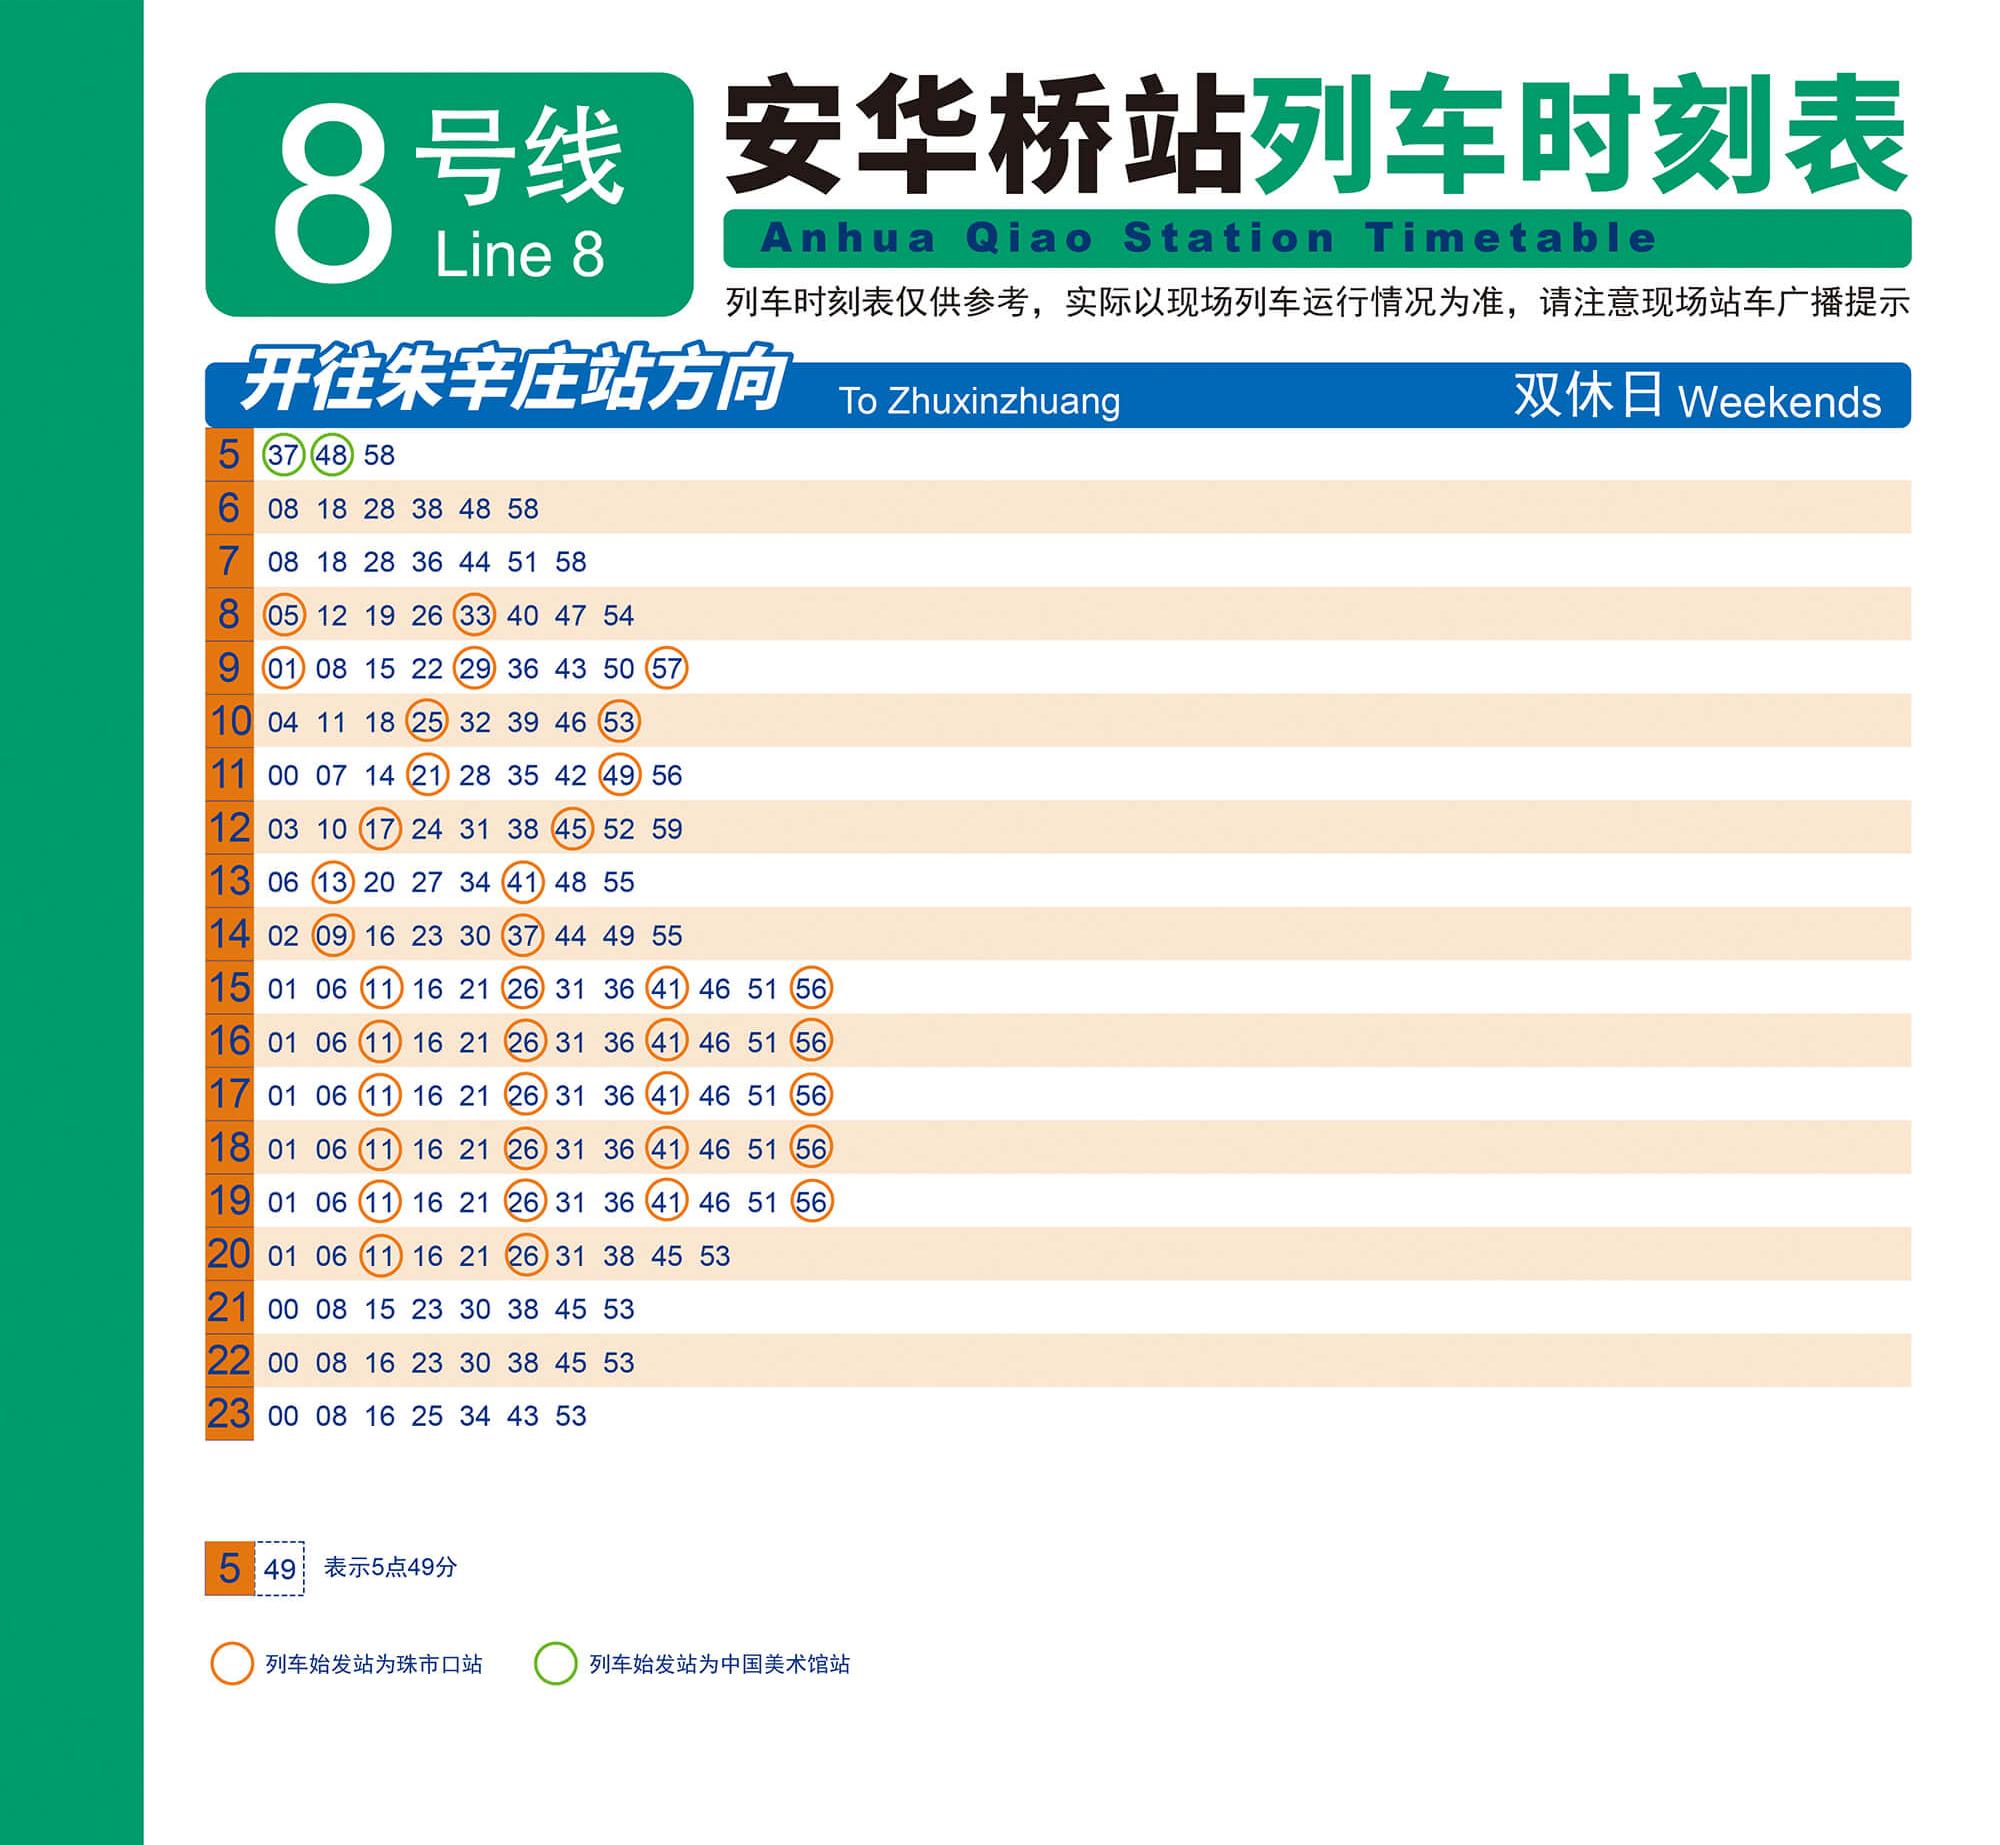 8号线
Line 8
安华桥站列车时刻表
Anhua Qiao Station Timetable
列车时刻表仅供参考，实际以现场列车运行情况为准，请注意现场站车广播提示
开往朱辛庄站方向 To Zhuxinzhuang 双休日 Weekends
5 37 48 58
6 08 18 28 38 48 58
7 08 18 28 36 44 51 58
8 05 12 19 26 33 40 47 54
9 01 08 15 22 29 36 43 50 57
10 04 11 18 25 32 39 46 53
11 00 07 14 21 28 35 42 49 56
12 03 10 17 24 31 38 45 52 59
13 06 13 20 27 34 41 48 55
14 02 09 16 23 30 37 44 49 55
15 01 06 11 16 21 26 31 36 41 46 51 56
16 01 06 11 16 21 26 31 36 41 46 51 56
17 01 06 11 16 21 26 31 36 41 46 51 56
18 01 06 11 16 21 26 31 36 41 46 51 56
19 01 06 11 16 21 26 31 36 41 46 51 56
20 01 06 11 16 21 26 31 38 45 53
21 00 08 15 23 30 38 45 53
22 00 08 16 23 30 38 45 53
23 00 08 16 25 34 43 53
5 49 表示5点49分
列车始发站为珠市口站 列车始发站为中国美术馆站